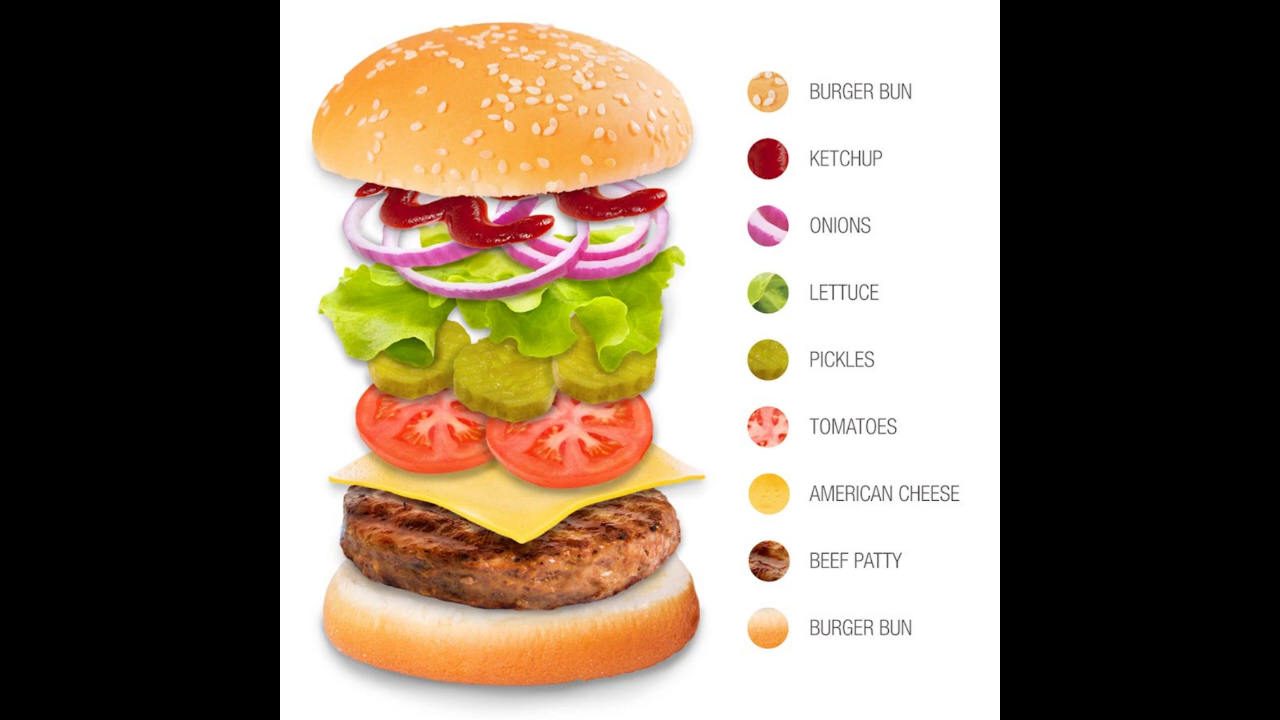 BURGER BUN
KETCHUP
ONIONS
LETTUCE
PICKLES
TOMATOES
AMERICAN CHEESE
BEEF PATTY
BURGER BUN